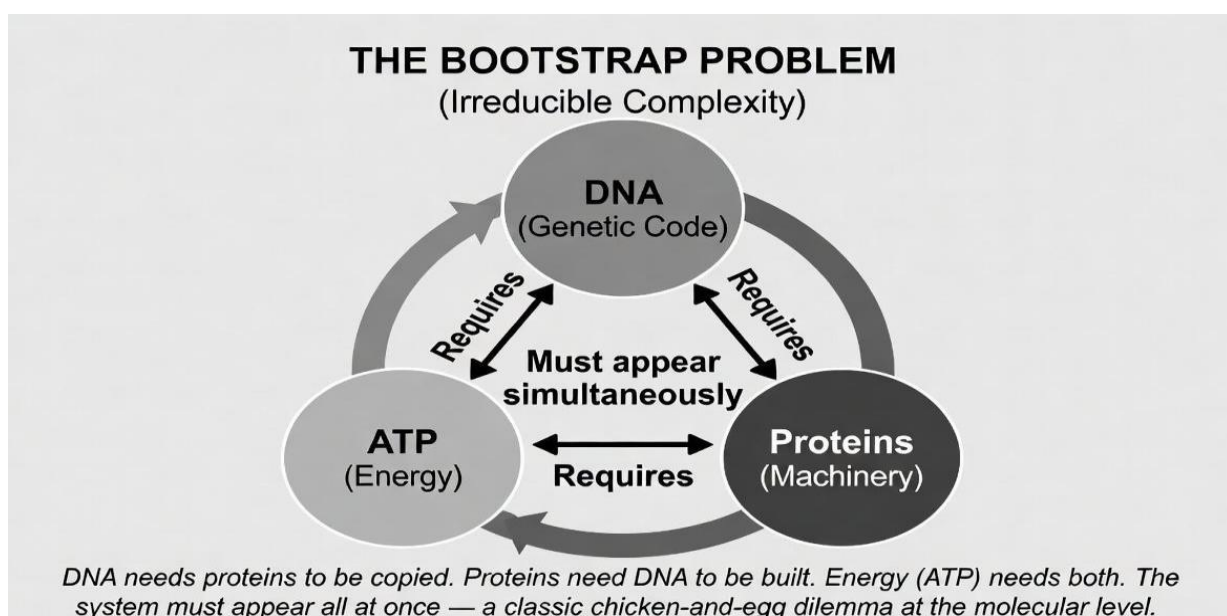 THE BOOTSTRAP PROBLEM
(Irreducible Complexity)
DNA
(Genetic Code)
Requires
Requires
Must appear
simultaneously
ATP
(Energy)
Requires
Proteins
(Machinery)
DNA needs proteins to be copied. Proteins need DNA to be built. Energy (ATP) needs both. The
system must appear all at once — a classic chicken-and-egg dilemma at the molecular level.